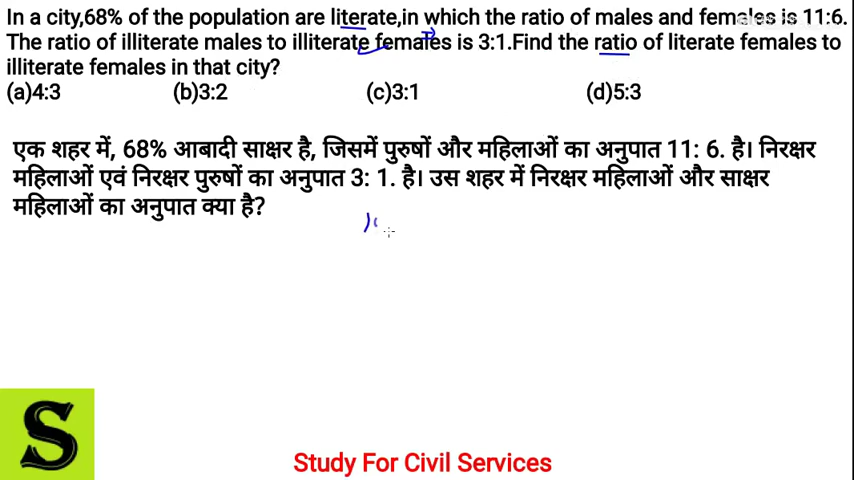 In a city,68% of the population are literate,in which the ratio of males and females is 11:6.
The ratio of illiterate males to illiterate females is 3:1.Find the ratio of literate females to
illiterate females in that city?
(a)4:3 (b)3:2 (c)3:1 (d)5:3
एक शहर में, 68% आबादी साक्षर है, जिसमें पुरुषों और महिलाओं का अनुपात 11: 6. है। निरक्षर
महिलाओं एवं निरक्षर पुरुषों का अनुपात 3: 1. है। उस शहर में निरक्षर महिलाओं और साक्षर
महिलाओं का अनुपात क्या है?
S
Study For Civil Services